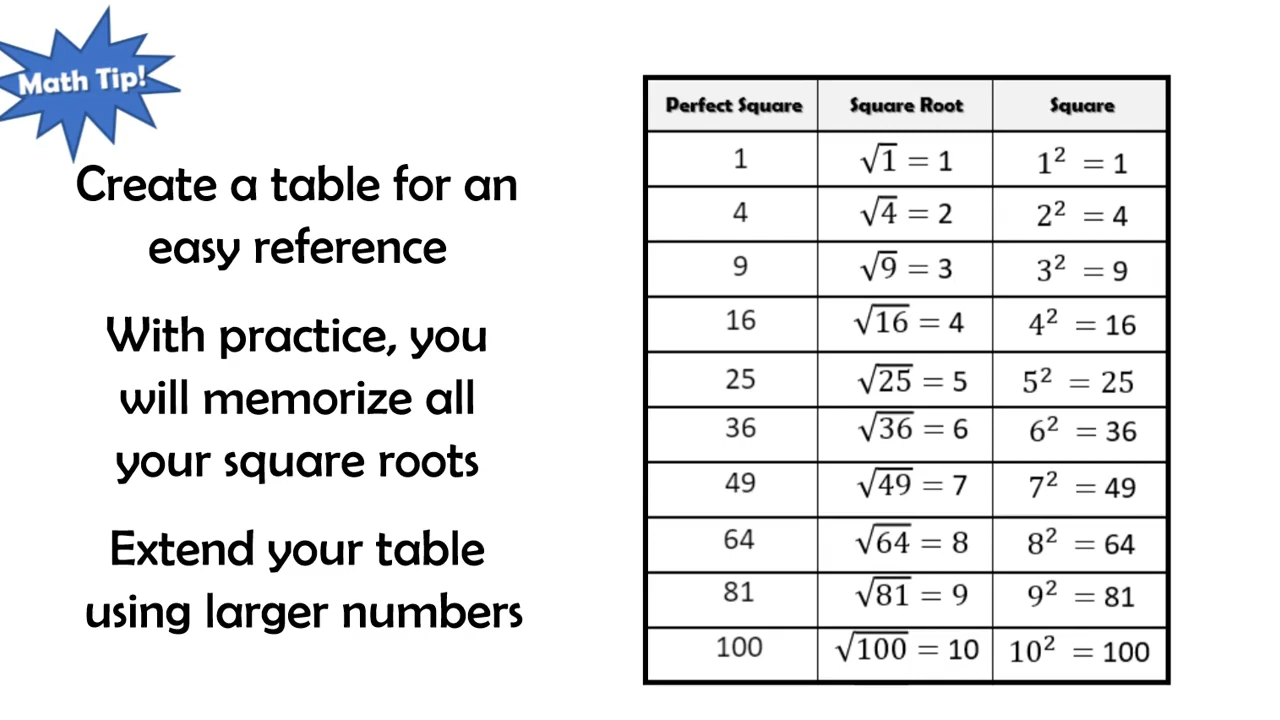 Math Tip!
Create a table for an
easy reference
With practice, you
will memorize all
your square roots
Extend your table
using larger numbers
Perfect Square Square Root Square
1 √1 = 1 1² = 1
4 √4 = 2 2² = 4
9 √9 = 3 3² = 9
16 √16 = 4 4² = 16
25 √25 = 5 5² = 25
36 √36 = 6 6² = 36
49 √49 = 7 7² = 49
64 √64 = 8 8² = 64
81 √81 = 9 9² = 81
100 √100 = 10 10² = 100